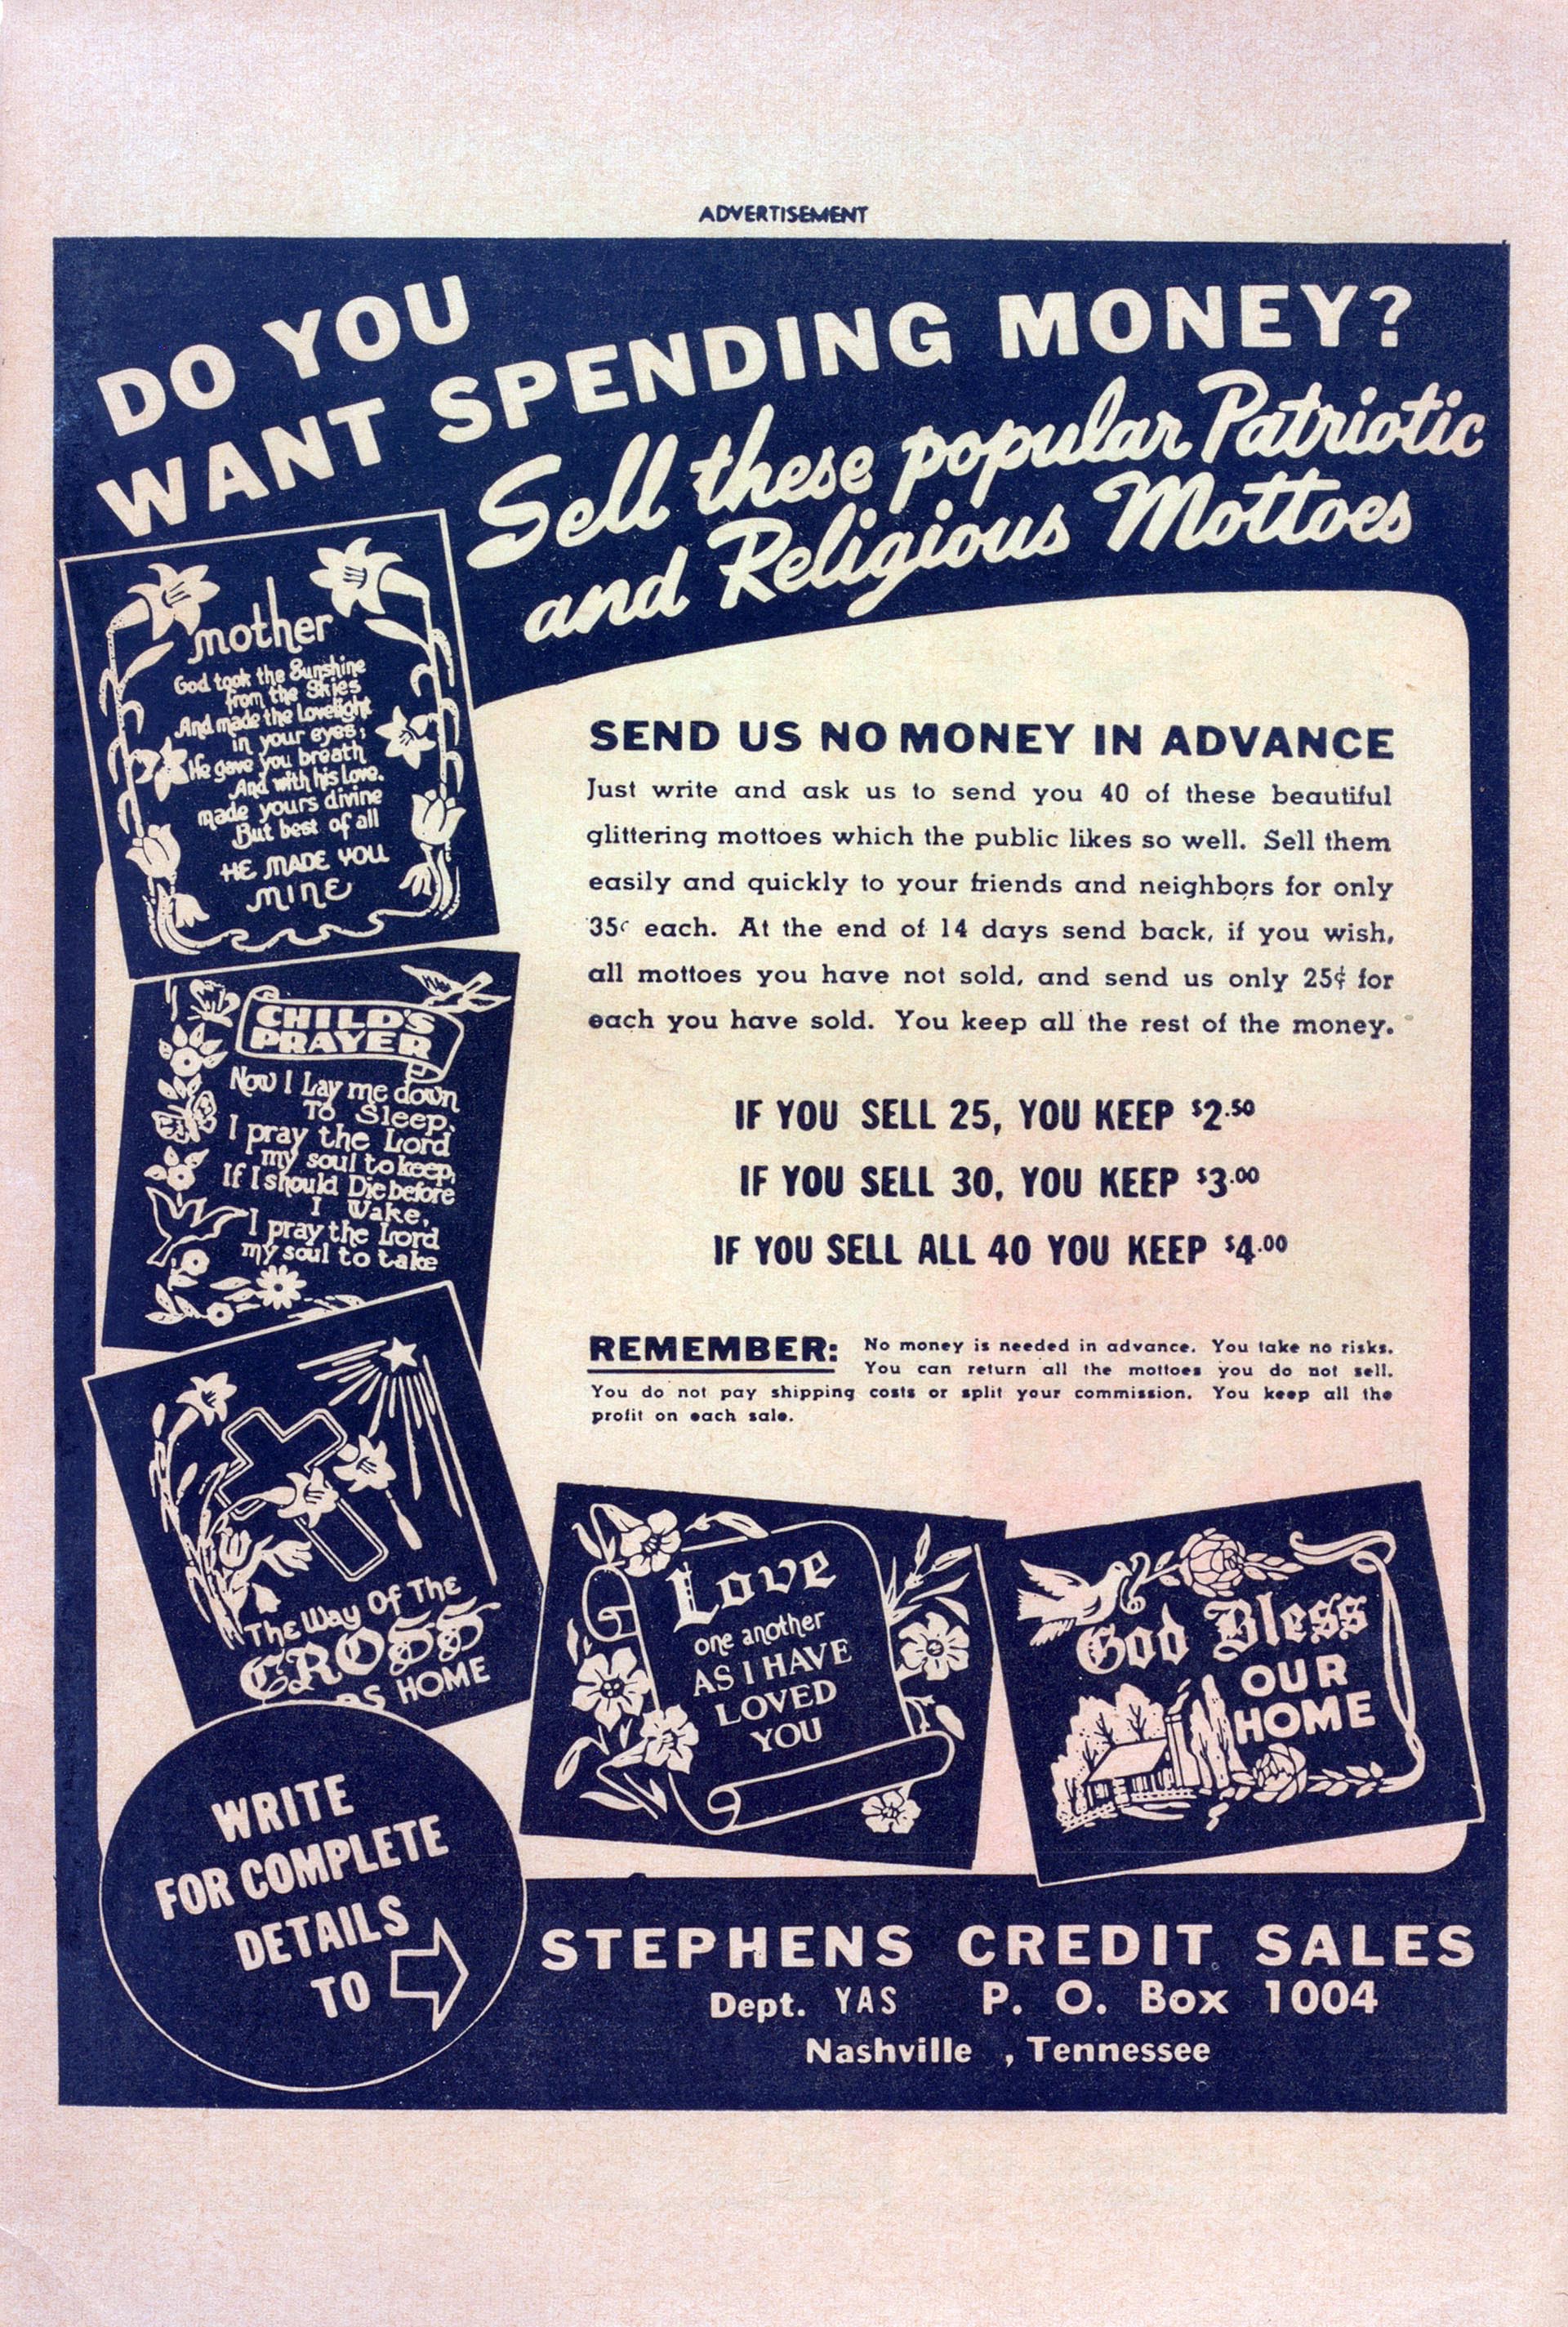 ADVERTISEMENT
DO YOU
WANT SPENDING MONEY?
Sell these popular Patriotic
and Religious Mottoes
mother
God took the Sunshine
from the Skies
And made the Lovelight
in your eyes;
He gave you breath
And with his Love.
made yours divine
But best of all
HE MADE YOU
MINE
CHILD'S
PRAYER
Now I Lay me down
To Sleep.
I pray the Lord
my soul to keep,
If I should Die before
I Wake,
I pray the Lord
my soul to take
The Way Of The
CROSS
HOME
SEND US NO MONEY IN ADVANCE
Just write and ask us to send you 40 of these beautiful
glittering mottoes which the public likes so well. Sell them
easily and quickly to your friends and neighbors for only
35¢ each. At the end of 14 days send back, if you wish,
all mottoes you have not sold, and send us only 25¢ for
each you have sold. You keep all the rest of the money.
IF YOU SELL 25, YOU KEEP $2.50
IF YOU SELL 30, YOU KEEP $3.00
IF YOU SELL ALL 40 YOU KEEP $4.00
REMEMBER: No money is needed in advance. You take no risks.
You can return all the mottoes you do not sell.
You do not pay shipping costs or split your commission. You keep all the
profit on each sale.
Love
one another
AS I HAVE
LOVED
YOU
God Bless
OUR
HOME
WRITE
FOR COMPLETE
DETAILS
TO
STEPHENS CREDIT SALES
Dept. YAS P. O. Box 1004
Nashville , Tennessee